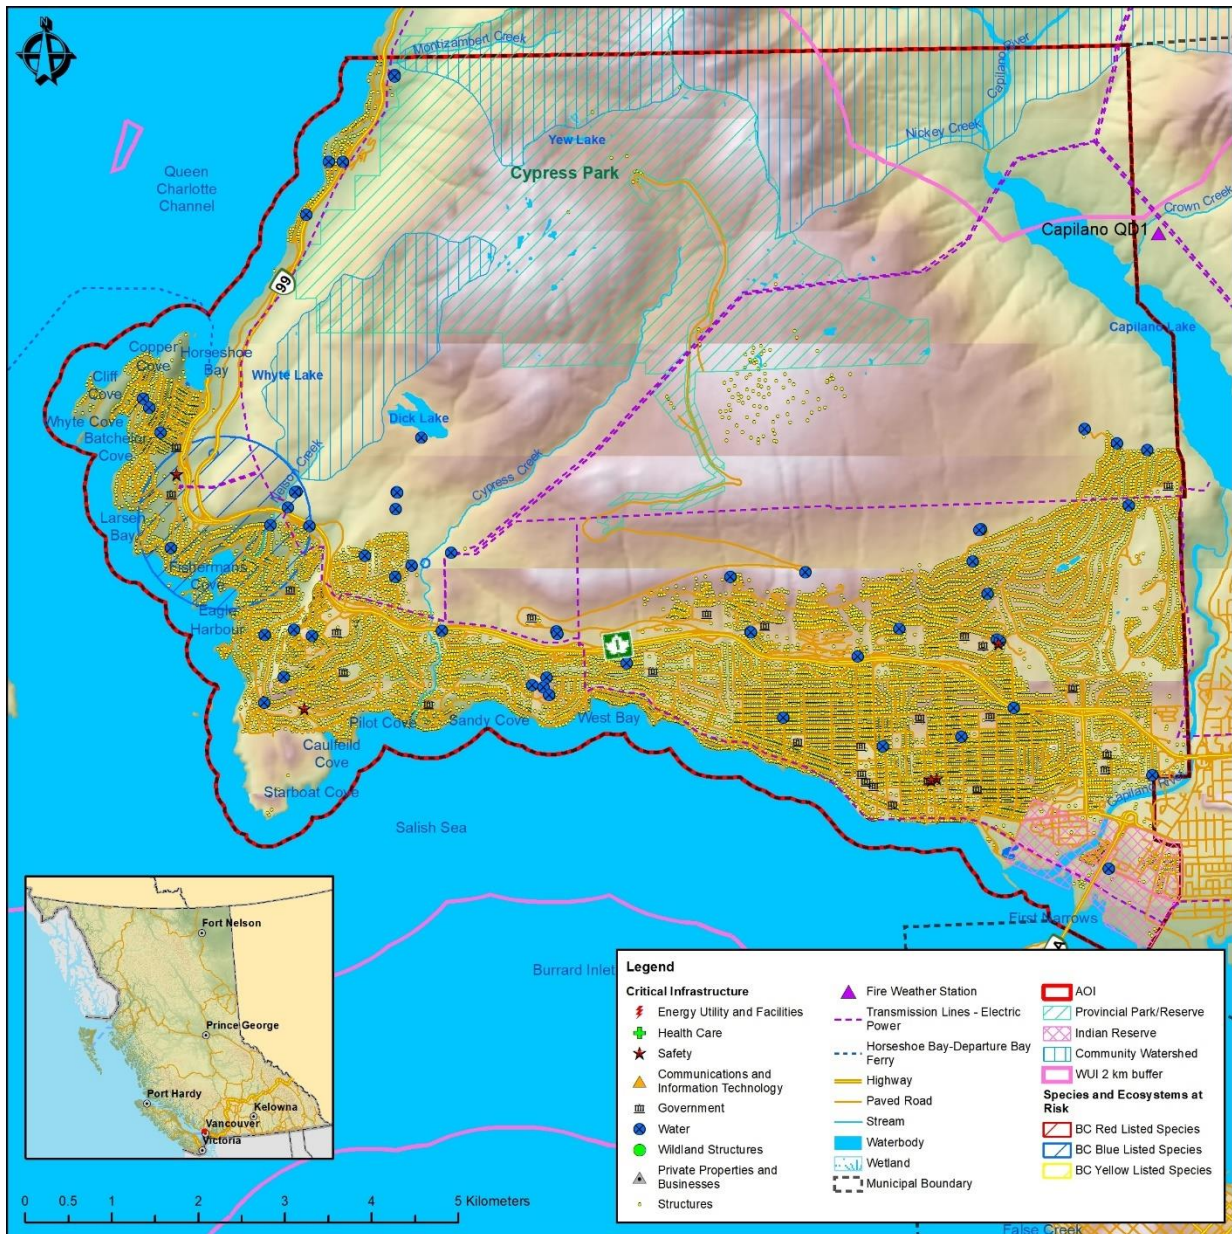 N
Montizambert Creek
Capilano River
Nickey Creek
Yew Lake
Cypress Park
Queen
Charlotte
Channel
Crown Creek
Capilano QD1
99
Capilano Lake
Copper
Cove
Horseshoe
Bay
Cliff
Cove
Whyte Lake
Whyte Cove
Batchelor
Cove
Dick Lake
Nelson Creek
Cypress Creek
Larsen
Bay
Fishermans
Cove
Eagle
Harbour
1
Pilot Cove
Sandy Cove
West Bay
Caulfeild
Cove
Starboat Cove
Capilano River
Salish Sea
First Narrows
Burrard Inlet
False Creek
Fort Nelson
Prince George
Port Hardy
Kelowna
Vancouver
Victoria
0 0.5 1 2 3 4 5 Kilometers
Legend
Critical Infrastructure
Energy Utility and Facilities
Health Care
Safety
Communications and
Information Technology
Government
Water
Wildland Structures
Private Properties and
Businesses
Structures
Fire Weather Station
Transmission Lines - Electric
Power
Horseshoe Bay-Departure Bay
Ferry
Highway
Paved Road
Stream
Waterbody
Wetland
Municipal Boundary
AOI
Provincial Park/Reserve
Indian Reserve
Community Watershed
WUI 2 km buffer
Species and Ecosystems at
Risk
BC Red Listed Species
BC Blue Listed Species
BC Yellow Listed Species